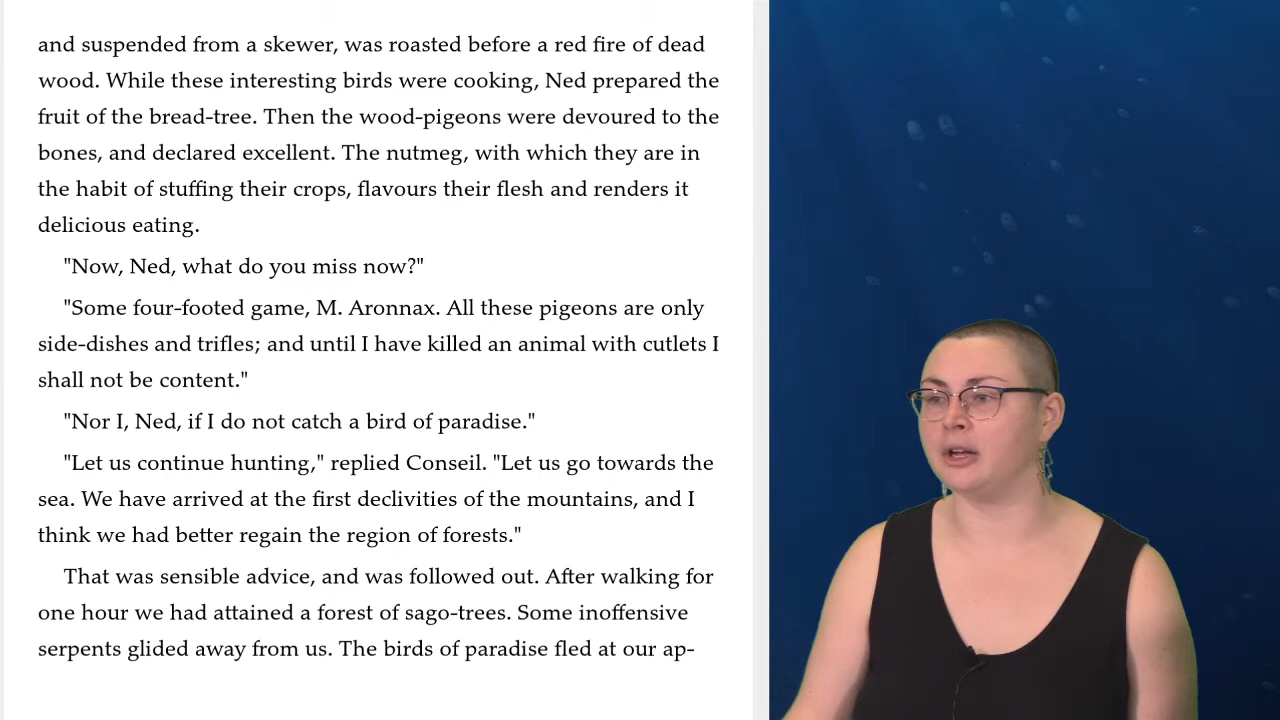 and suspended from a skewer, was roasted before a red fire of dead
wood. While these interesting birds were cooking, Ned prepared the
fruit of the bread-tree. Then the wood-pigeons were devoured to the
bones, and declared excellent. The nutmeg, with which they are in
the habit of stuffing their crops, flavours their flesh and renders it
delicious eating.
"Now, Ned, what do you miss now?"
"Some four-footed game, M. Aronnax. All these pigeons are only
side-dishes and trifles; and until I have killed an animal with cutlets I
shall not be content."
"Nor I, Ned, if I do not catch a bird of paradise."
"Let us continue hunting," replied Conseil. "Let us go towards the
sea. We have arrived at the first declivities of the mountains, and I
think we had better regain the region of forests."
That was sensible advice, and was followed out. After walking for
one hour we had attained a forest of sago-trees. Some inoffensive
serpents glided away from us. The birds of paradise fled at our ap-